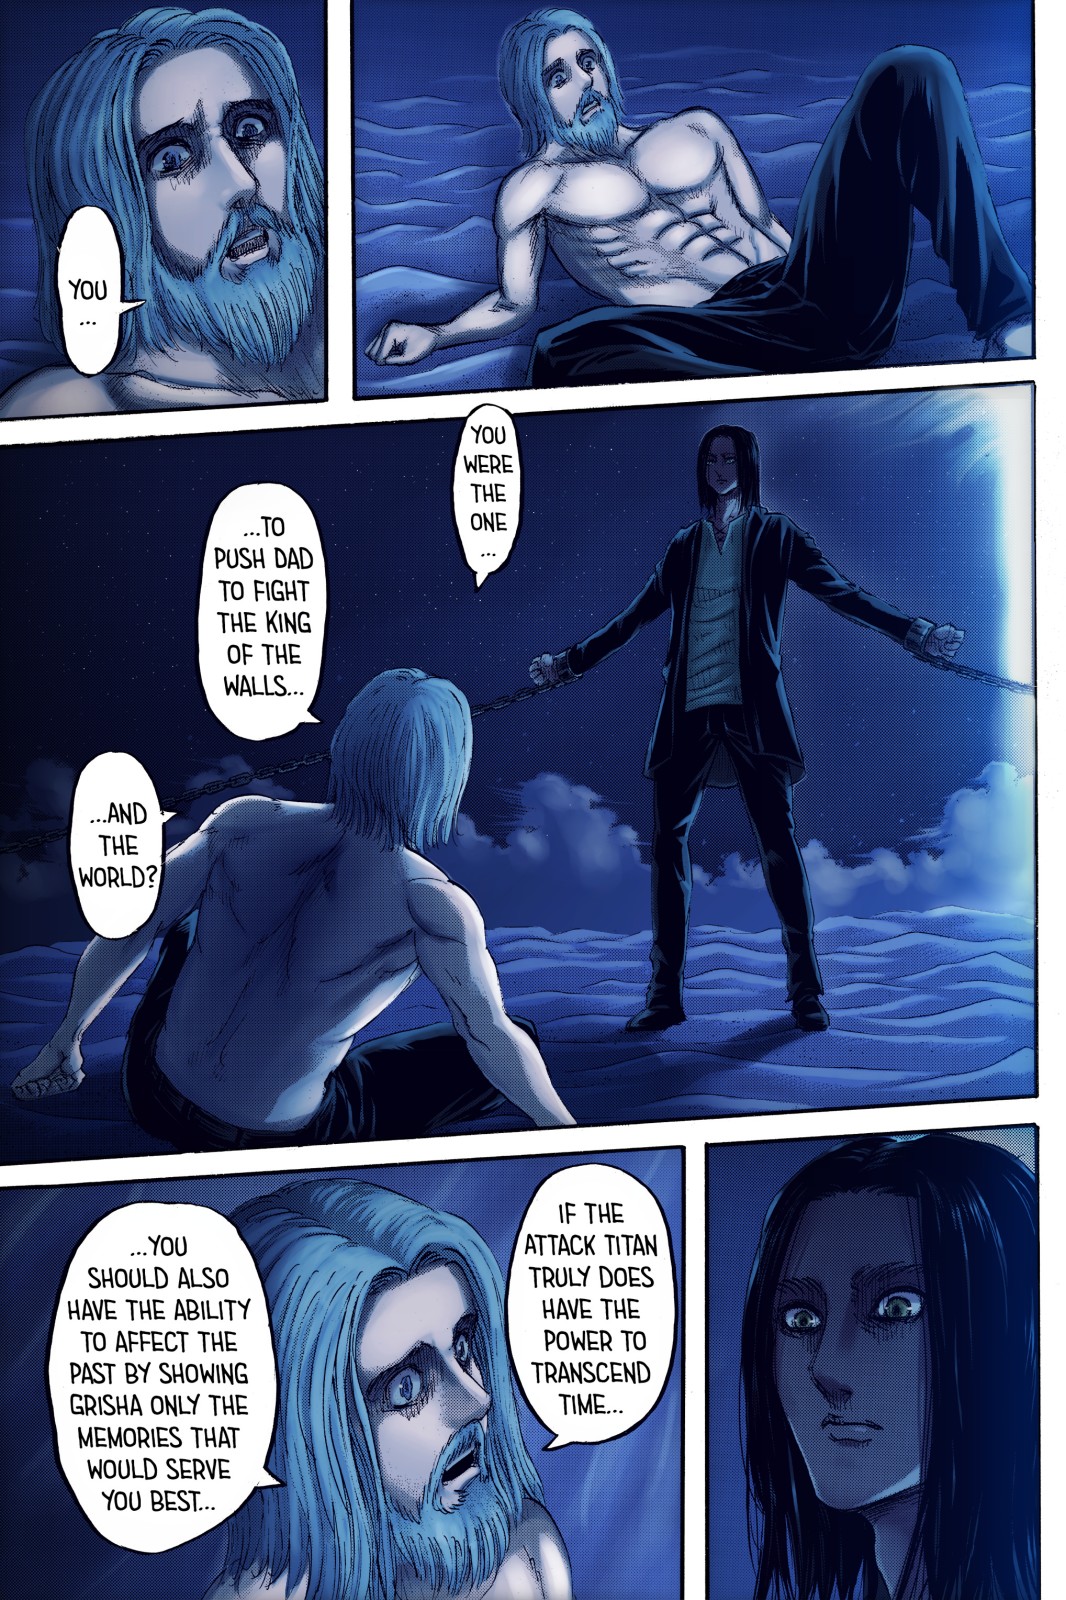 YOU
...
YOU
WERE
THE
ONE
...
...TO
PUSH DAD
TO FIGHT
THE KING
OF THE
WALLS...
...AND
THE
WORLD?
IF THE
ATTACK TITAN
TRULY DOES
HAVE THE
POWER TO
TRANSCEND
TIME...
...YOU
SHOULD ALSO
HAVE THE ABILITY
TO AFFECT THE
PAST BY SHOWING
GRISHA ONLY THE
MEMORIES THAT
WOULD SERVE
YOU BEST...